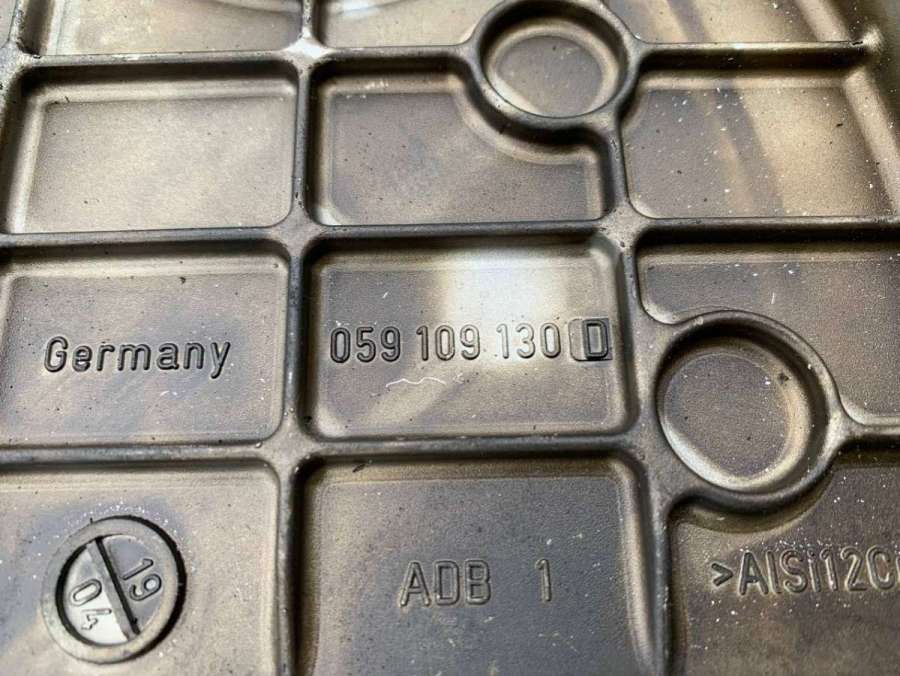 Germany
059 109 130 D
19
04
ADB 1
>AlSi12C